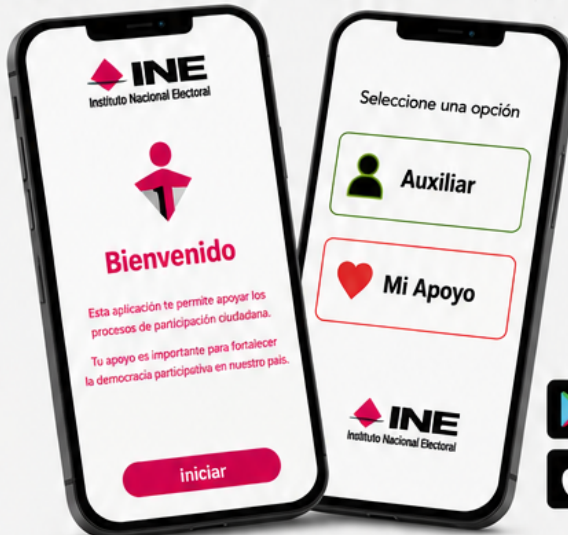 INE
Instituto Nacional Electoral
Bienvenido
Esta aplicación te permite apoyar los
procesos de participación ciudadana.
Tu apoyo es importante para fortalecer
la democracia participativa en nuestro país.
iniciar
Seleccione una opción
Auxiliar
Mi Apoyo
INE
Instituto Nacional Electoral